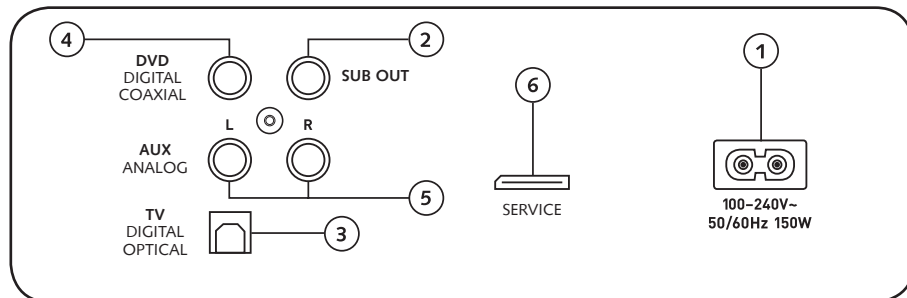 4
2
1
DVD
DIGITAL
COAXIAL
SUB OUT
6
L
R
AUX
ANALOG
5
SERVICE
100–240V~
50/60Hz 150W
TV
DIGITAL
OPTICAL
3